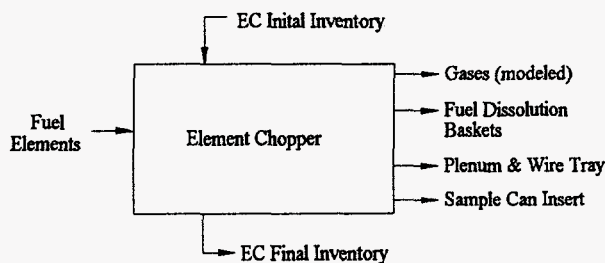 EC Inital Inventory
Gases (modeled)
Fuel
Elements
Element Chopper
Fuel Dissolution
Baskets
Plenum & Wire Tray
Sample Can Insert
EC Final Inventory